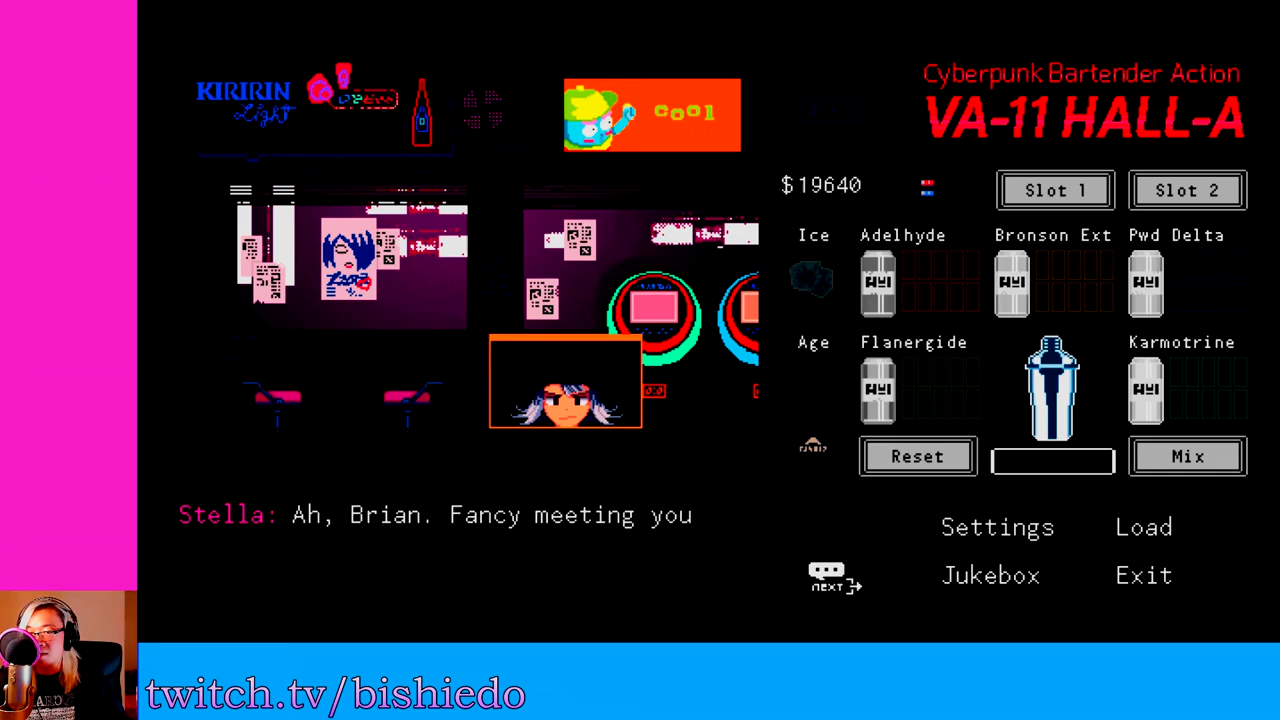 KIRIRIN
Light
OPEN
cool
Cyberpunk Bartender Action
VA-11 HALL-A
$19640
Slot 1
Slot 2
Ice
Adelhyde
Bronson Ext
Pwd Delta
Age
Flanergide
Karmotrine
Reset
Mix
Stella: Ah, Brian. Fancy meeting you
Settings
Load
NEXT
Jukebox
Exit
twitch.tv/bishiedo